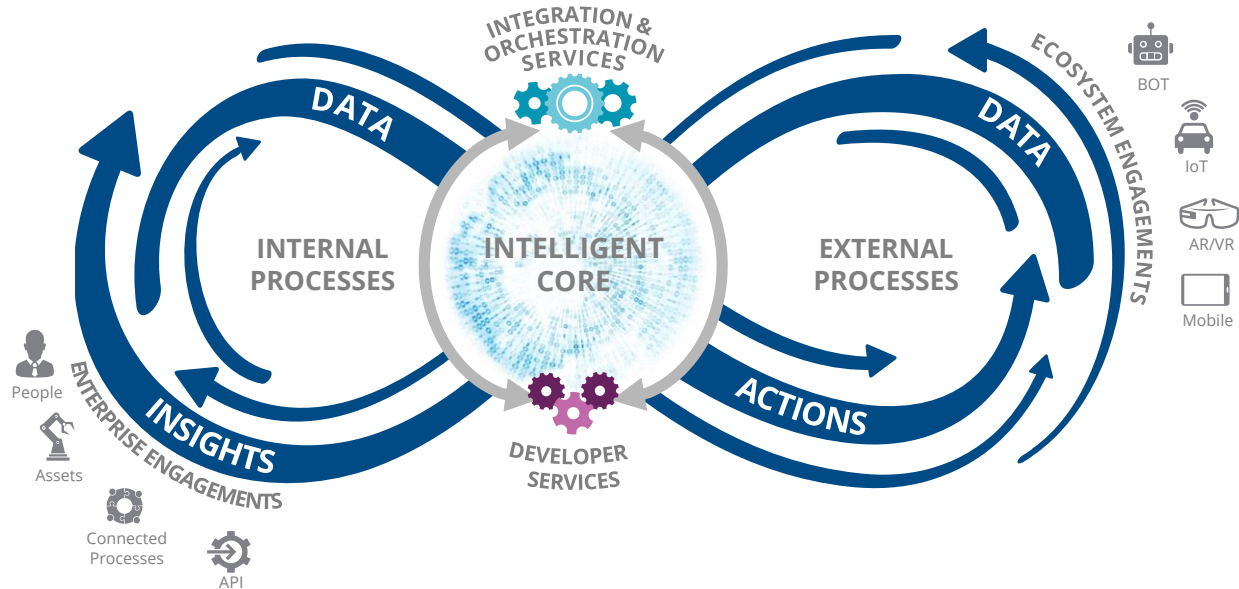 INTEGRATION &
ORCHESTRATION
SERVICES
DATA
DATA
ECOSYSTEM ENGAGEMENTS
BOT
IoT
AR/VR
Mobile
INTERNAL
PROCESSES
INTELLIGENT
CORE
EXTERNAL
PROCESSES
People
Assets
Connected
Processes
API
ENTERPRISE ENGAGEMENTS
INSIGHTS
ACTIONS
DEVELOPER
SERVICES